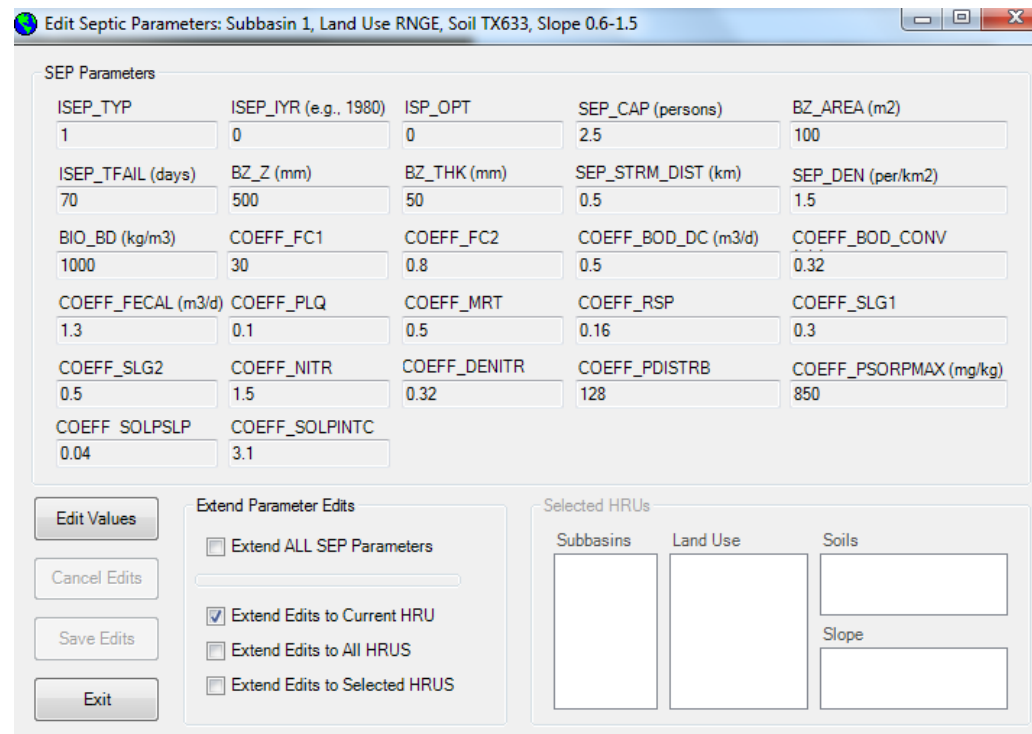 Edit Septic Parameters: Subbasin 1, Land Use RNGE, Soil TX633, Slope 0.6-1.5
SEP Parameters
ISEP_TYP ISEP_IYR (e.g., 1980) ISP_OPT SEP_CAP (persons) BZ_AREA (m2)
1 0 0 2.5 100
ISEP_TFAIL (days) BZ_Z (mm) BZ_THK (mm) SEP_STRM_DIST (km) SEP_DEN (per/km2)
70 500 50 0.5 1.5
BIO_BD (kg/m3) COEFF_FC1 COEFF_FC2 COEFF_BOD_DC (m3/d) COEFF_BOD_CONV
1000 30 0.8 0.5 0.32
COEFF_FECAL (m3/d) COEFF_PLQ COEFF_MRT COEFF_RSP COEFF_SLG1
1.3 0.1 0.5 0.16 0.3
COEFF_SLG2 COEFF_NITR COEFF_DENITR COEFF_PDISTRB COEFF_PSORPMAX (mg/kg)
0.5 1.5 0.32 128 850
COEFF SOLPSLP COEFF_SOLPINTC
0.04 3.1
Edit Values
Cancel Edits
Save Edits
Exit
Extend Parameter Edits
Extend ALL SEP Parameters
Extend Edits to Current HRU
Extend Edits to All HRUS
Extend Edits to Selected HRUS
Selected HRUs
Subbasins Land Use Soils
Slope